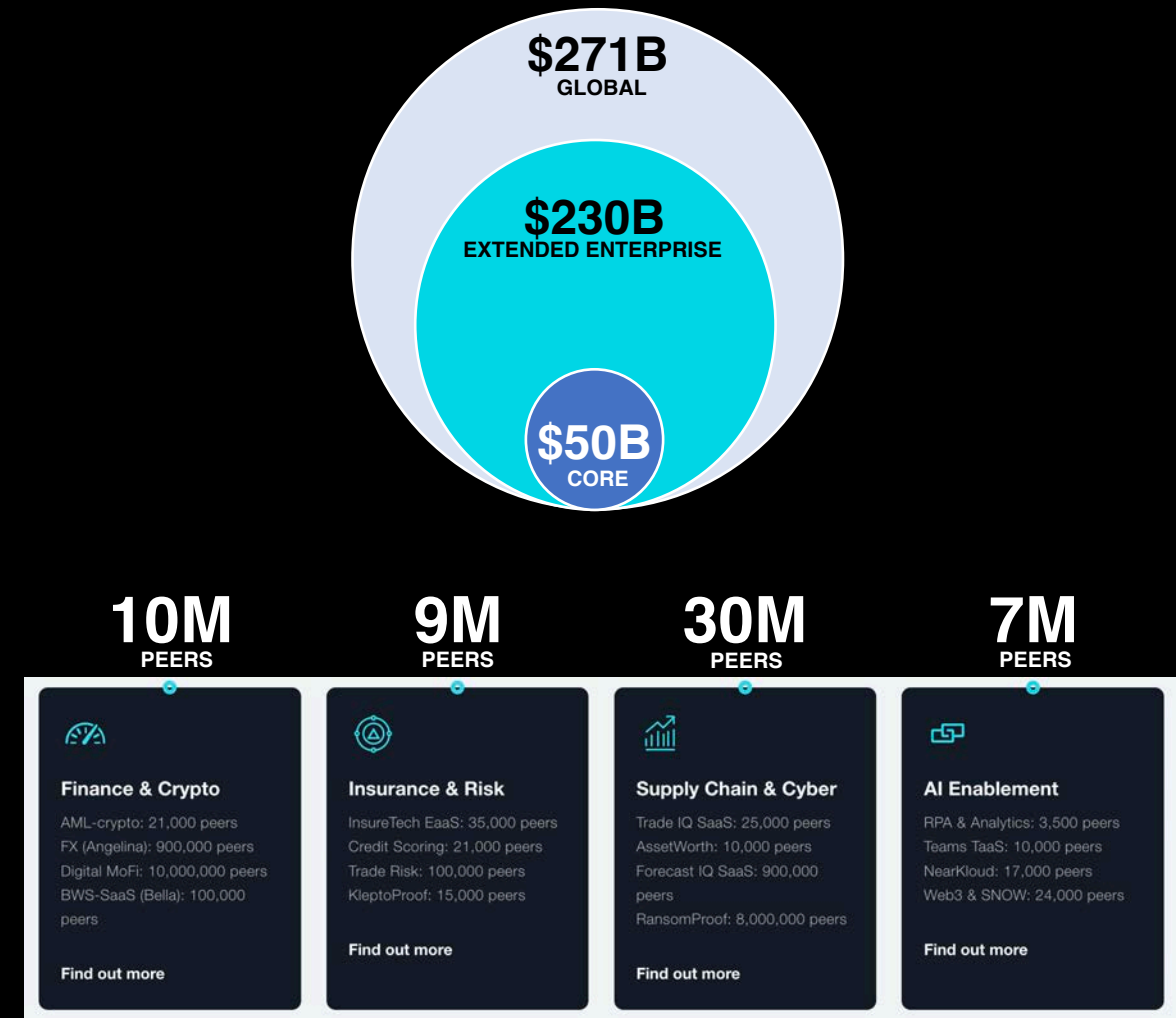 $271B
GLOBAL
$230B
EXTENDED ENTERPRISE
$50B
CORE
10M
PEERS
9M
PEERS
30M
PEERS
7M
PEERS
Finance & Crypto
AML-crypto: 21,000 peers
FX (Angelina): 900,000 peers
Digital MoFi: 10,000,000 peers
BWS-SaaS (Bella): 100,000
peers
Find out more
Insurance & Risk
InsureTech EaaS: 35,000 peers
Credit Scoring: 21,000 peers
Trade Risk: 100,000 peers
KleptoProof: 15,000 peers
Find out more
Supply Chain & Cyber
Trade IQ SaaS: 25,000 peers
AssetWorth: 10,000 peers
Forecast IQ SaaS: 900,000
peers
RansomProof: 8,000,000 peers
Find out more
AI Enablement
RPA & Analytics: 3,500 peers
Teams TaaS: 10,000 peers
NearKloud: 17,000 peers
Web3 & SNOW: 24,000 peers
Find out more